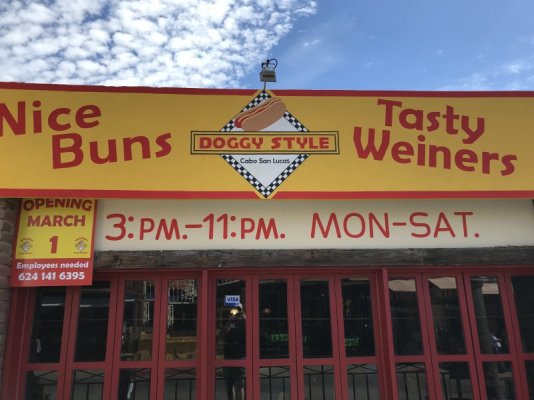 Nice
Buns
DOGGY STYLE
Cabo San Lucas
Tasty
Weiners
OPENING
MARCH
1
Employees needed
624 141 6395
3:PM.-11:PM. MON-SAT.
VISA